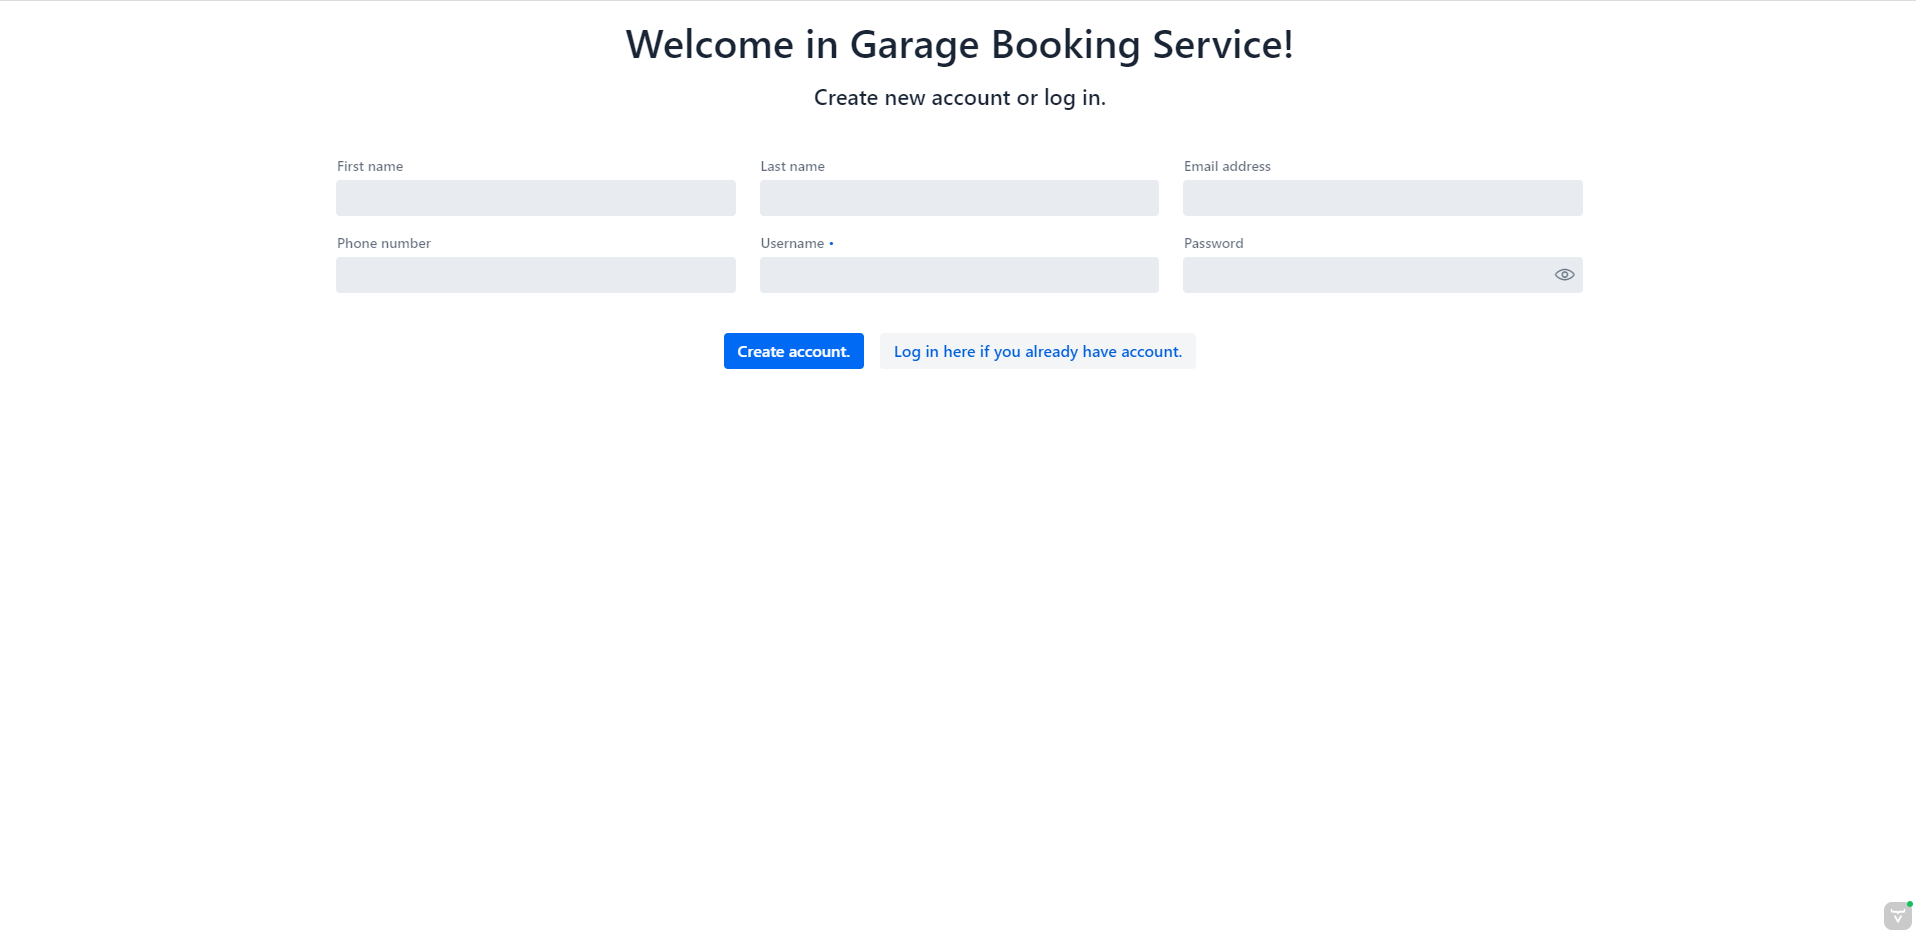 Welcome in Garage Booking Service!
Create new account or log in.
First name
Last name
Email address
Phone number
Username •
Password
Create account.
Log in here if you already have account.